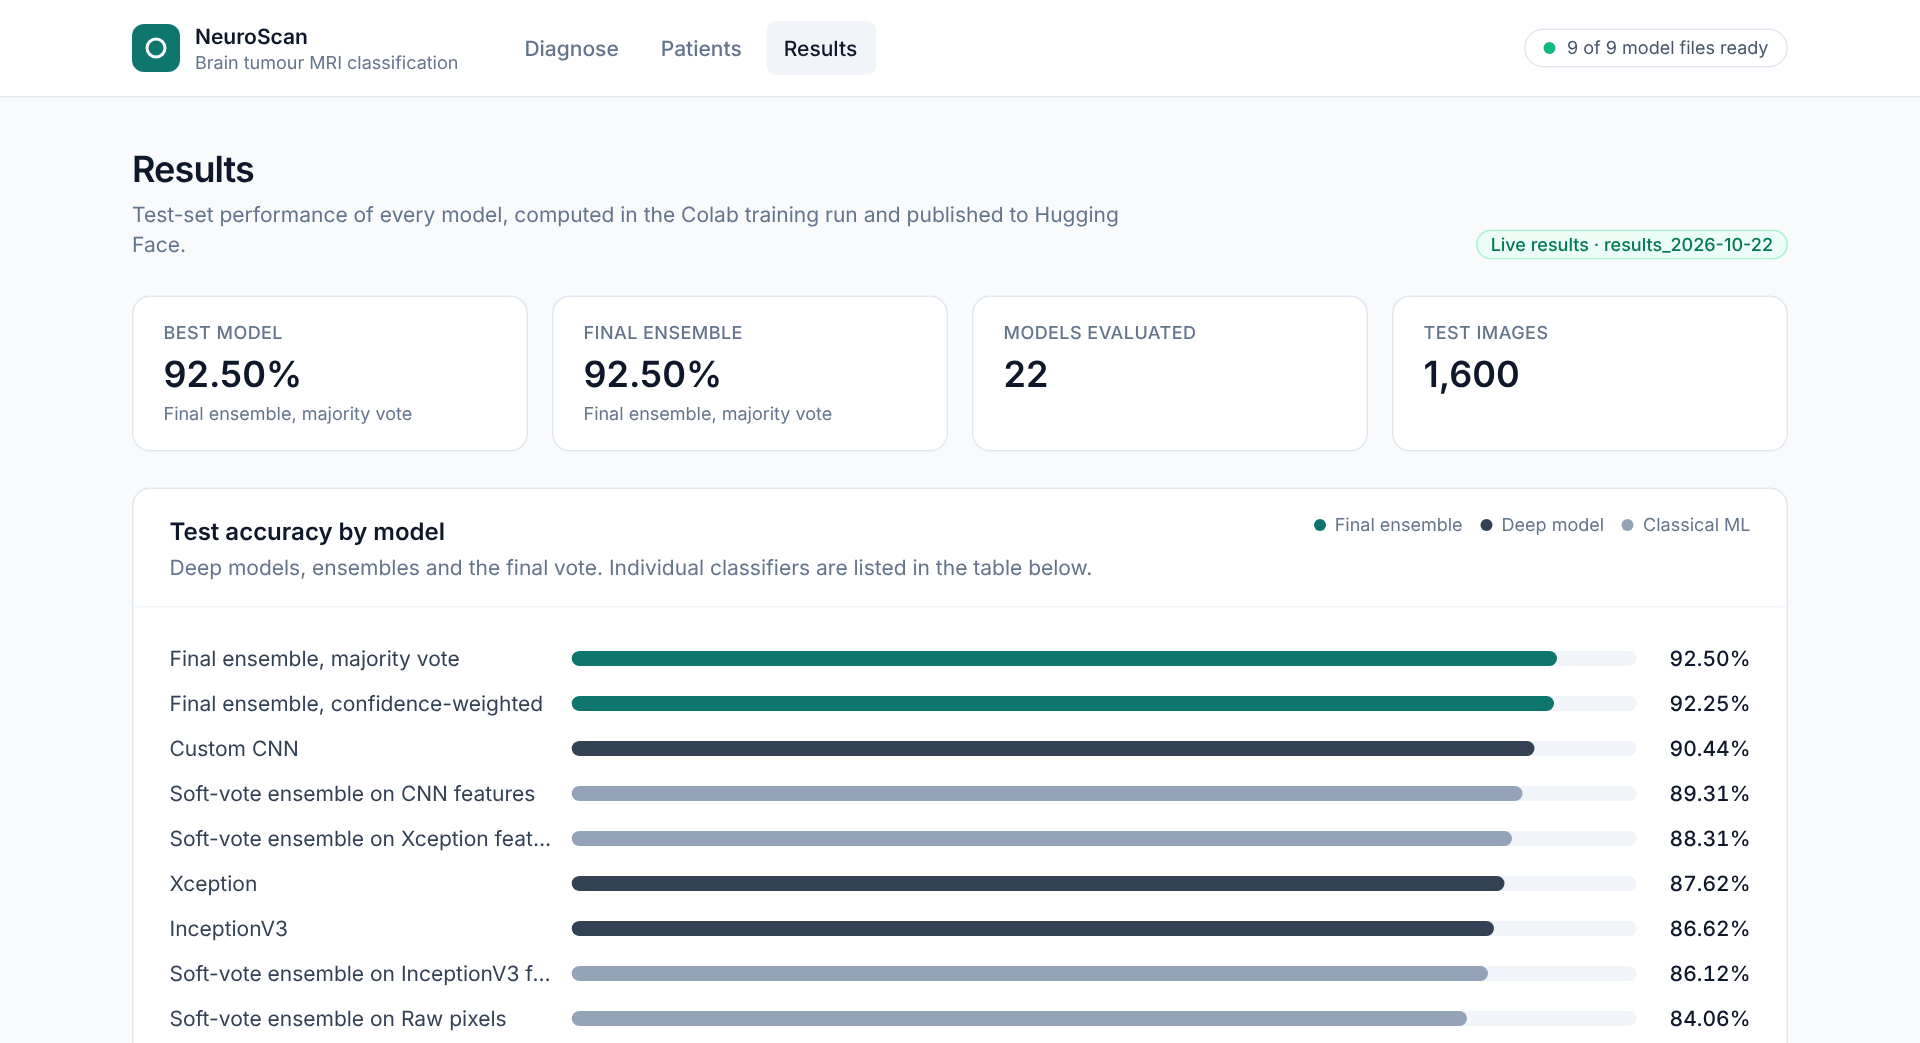 NeuroScan
Brain tumour MRI classification
Diagnose
Patients
Results
9 of 9 model files ready
Results
Test-set performance of every model, computed in the Colab training run and published to Hugging
Face.
Live results · results_2026-10-22
BEST MODEL
92.50%
Final ensemble, majority vote
FINAL ENSEMBLE
92.50%
Final ensemble, majority vote
MODELS EVALUATED
22
TEST IMAGES
1,600
Test accuracy by model
Deep models, ensembles and the final vote. Individual classifiers are listed in the table below.
Final ensemble
Deep model
Classical ML
Final ensemble, majority vote 92.50%
Final ensemble, confidence-weighted 92.25%
Custom CNN 90.44%
Soft-vote ensemble on CNN features 89.31%
Soft-vote ensemble on Xception feat... 88.31%
Xception 87.62%
InceptionV3 86.62%
Soft-vote ensemble on InceptionV3 f... 86.12%
Soft-vote ensemble on Raw pixels 84.06%